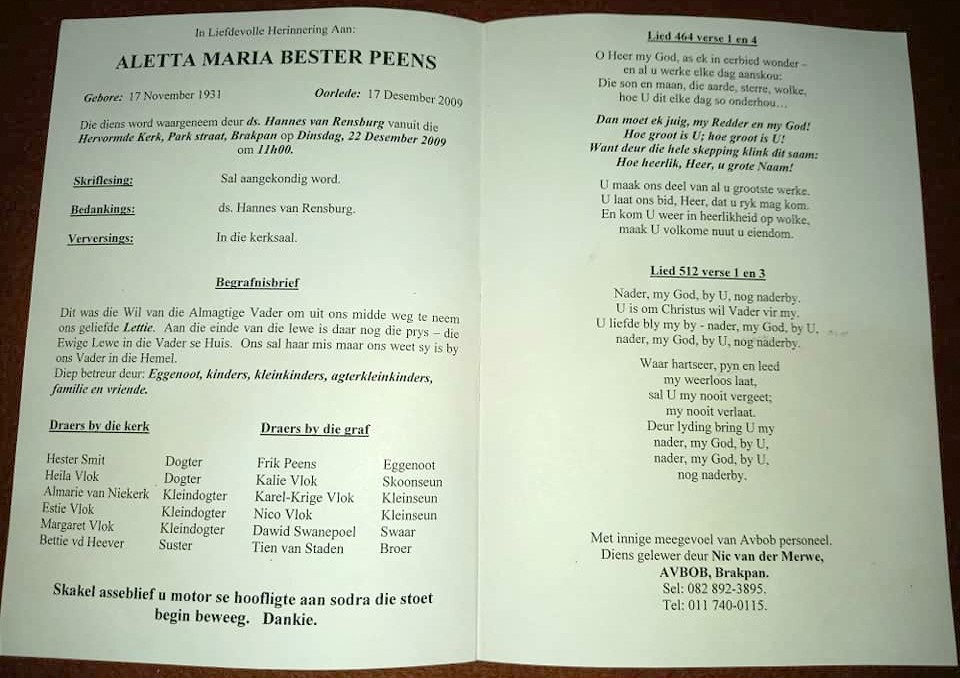 In Liefdevolle Herinnering Aan:
ALETTA MARIA BESTER PEENS
Gebore: 17 November 1931 Oorlede: 17 Desember 2009
Die diens word waargeneem deur ds. Hannes van Rensburg vanuit die
Hervormde Kerk, Park straat, Brakpan op Dinsdag, 22 Desember 2009
om 11h00.
Skriflesing: Sal aangekondig word.
Bedankings: ds. Hannes van Rensburg.
Verversings: In die kerksaal.
Begrafnisbrief
Dit was die Wil van die Almagtige Vader om uit ons midde weg te neem
ons geliefde Lettie. Aan die einde van die lewe is daar nog die prys – die
Ewige Lewe in die Vader se Huis. Ons sal haar mis maar ons weet sy is by
ons Vader in die Hemel.
Diep betreur deur: Eggenoot, kinders, kleinkinders, agterkleinkinders,
familie en vriende.
Draers by die kerk Draers by die graf
Hester Smit Dogter Frik Peens Eggenoot
Heila Vlok Dogter Kalie Vlok Skoonseun
Almarie van Niekerk Kleindogter Karel-Krige Vlok Kleinseun
Estie Vlok Kleindogter Nico Vlok Kleinseun
Margaret Vlok Kleindogter Dawid Swanepoel Swaar
Bettie vd Heever Suster Tien van Staden Broer
Skakel asseblief u motor se hoofligte aan sodra die stoet
begin beweeg. Dankie.
Lied 464 verse 1 en 4
O Heer my God, as ek in eerbied wonder –
en al u werke elke dag aanskou:
Die son en maan, die aarde, sterre, wolke,
hoe U dit elke dag so onderhou…
Dan moet ek juig, my Redder en my God!
Hoe groot is U; hoe groot is U!
Want deur die hele skepping klink dit saam:
Hoe heerlik, Heer, u grote Naam!
U maak ons deel van al u grootste werke.
U laat ons bid, Heer, dat u ryk mag kom.
En kom U weer in heerlikheid op wolke,
maak U volkome nuut u eiendom.
Lied 512 verse 1 en 3
Nader, my God, by U, nog naderby.
U is om Christus wil Vader vir my.
U liefde bly my by - nader, my God, by U,
nader, my God, by U, nog naderby.
Waar hartseer, pyn en leed
my weerloos laat,
sal U my nooit vergeet;
my nooit verlaat.
Deur lyding bring U my
nader, my God, by U,
nader, my God, by U,
nog naderby.
Met innige meegevoel van Avbob personeel.
Diens gelewer deur Nic van der Merwe,
AVBOB, Brakpan.
Sel: 082 892-3895.
Tel: 011 740-0115.